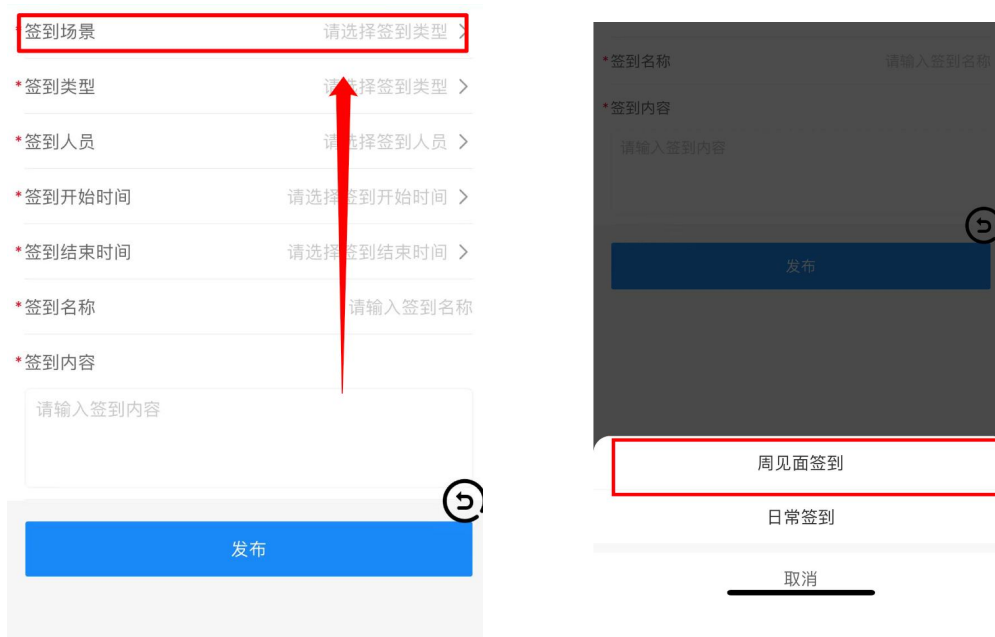 *签到场景 请选择签到类型
*签到类型 请选择签到类型
*签到人员 请选择签到人员
*签到开始时间 请选择签到开始时间
*签到结束时间 请选择签到结束时间
*签到名称 请输入签到名称
*签到内容
请输入签到内容
发布
*签到名称 请输入签到名称
*签到内容
请输入签到内容
发布
周见面签到
日常签到
取消